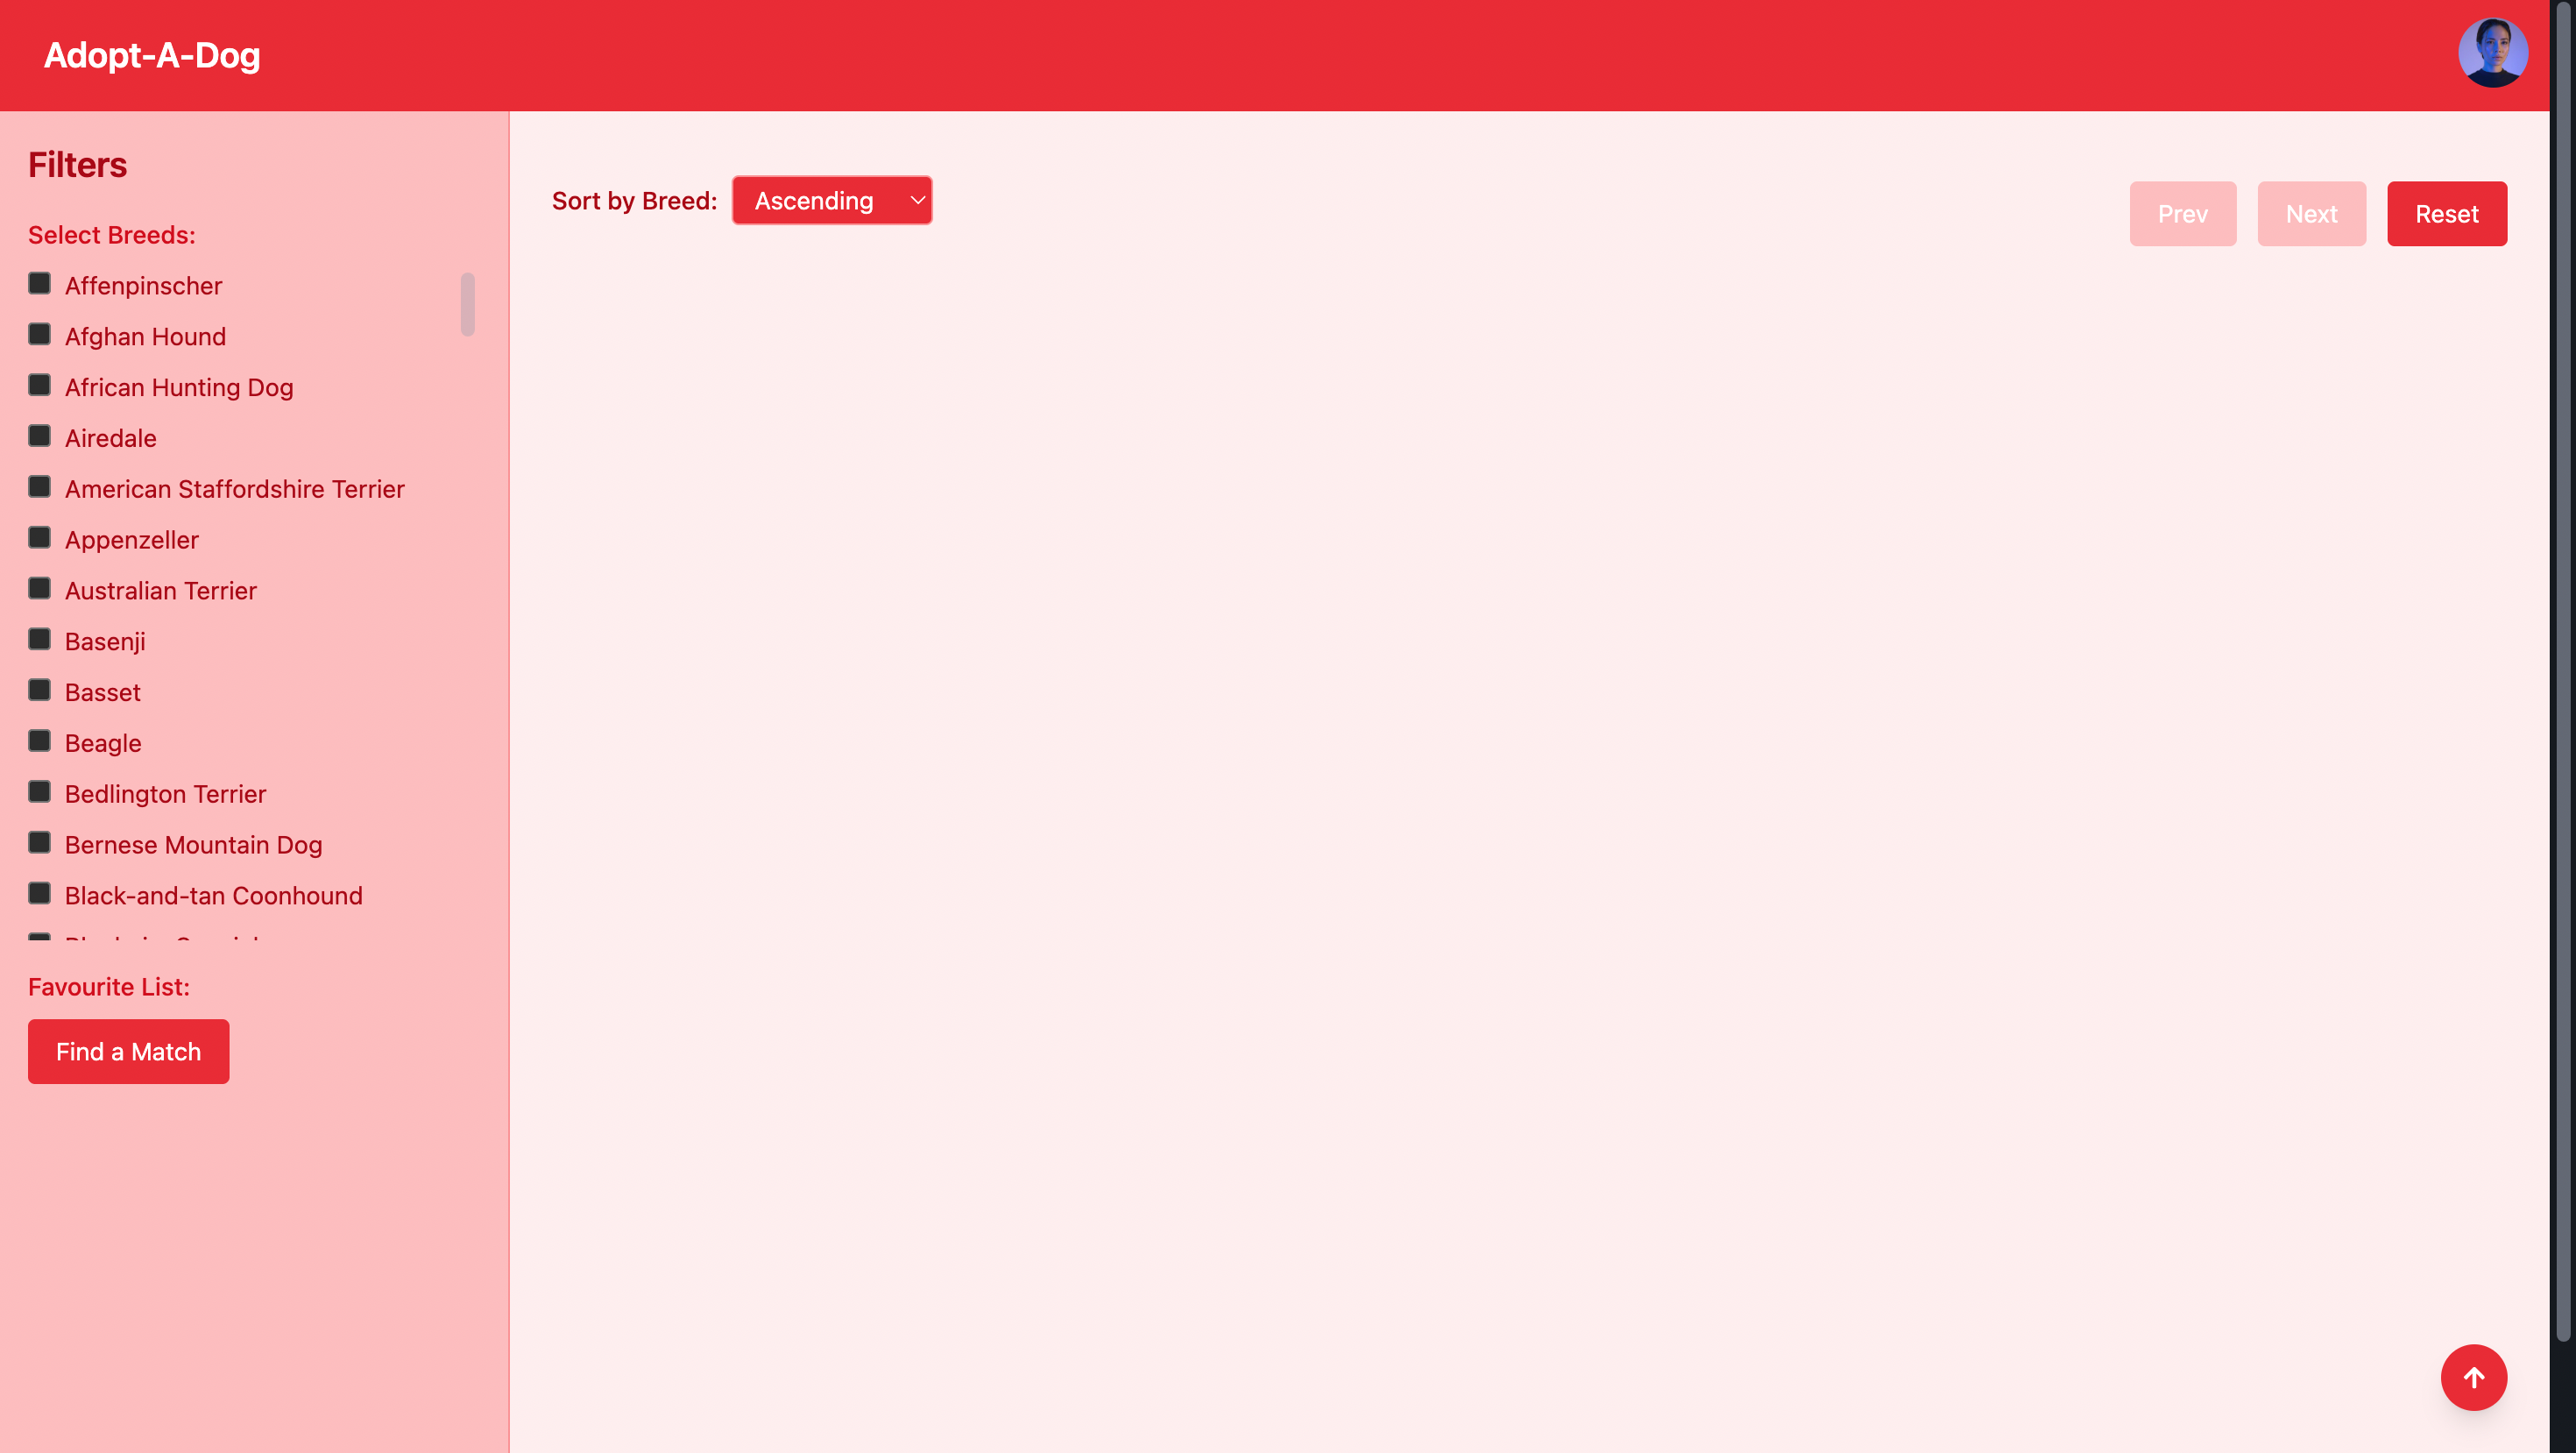 Adopt-A-Dog
Filters
Select Breeds:
Affenpinscher
Afghan Hound
African Hunting Dog
Airedale
American Staffordshire Terrier
Appenzeller
Australian Terrier
Basenji
Basset
Beagle
Bedlington Terrier
Bernese Mountain Dog
Black-and-tan Coonhound
Favourite List:
Find a Match
Sort by Breed: Ascending
Prev Next Reset